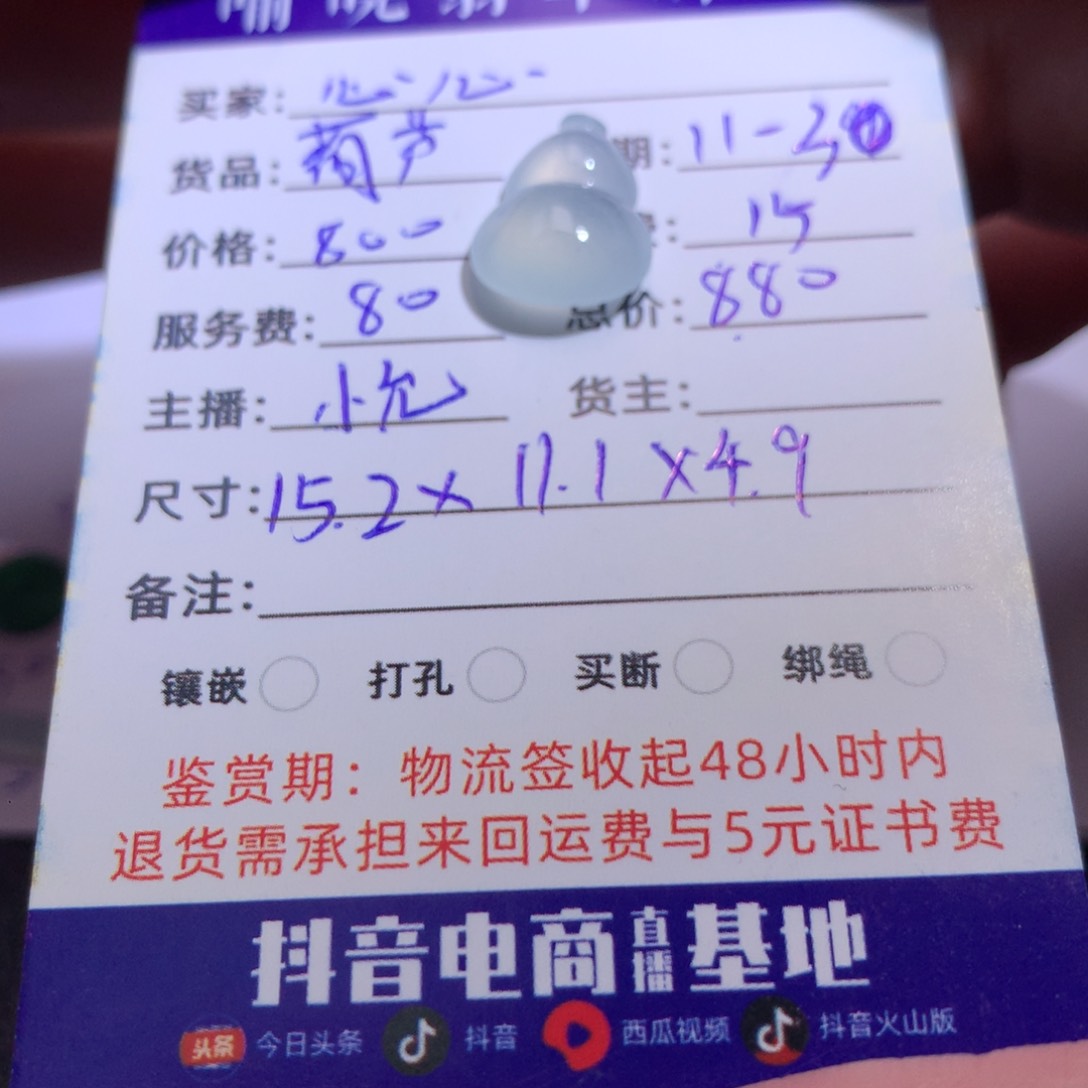 买家：心心
货品：葫芦 期：11-30
价格：800 15
服务费：80 总价：880
主播：小允 货主：
尺寸：15.2×11.1×4.9
备注：
镶嵌 打孔 买断 绑绳
鉴赏期：物流签收起48小时内
退货需承担来回运费与5元证书费
抖音电商直播基地
头条 今日头条 抖音 西瓜视频 抖音火山版